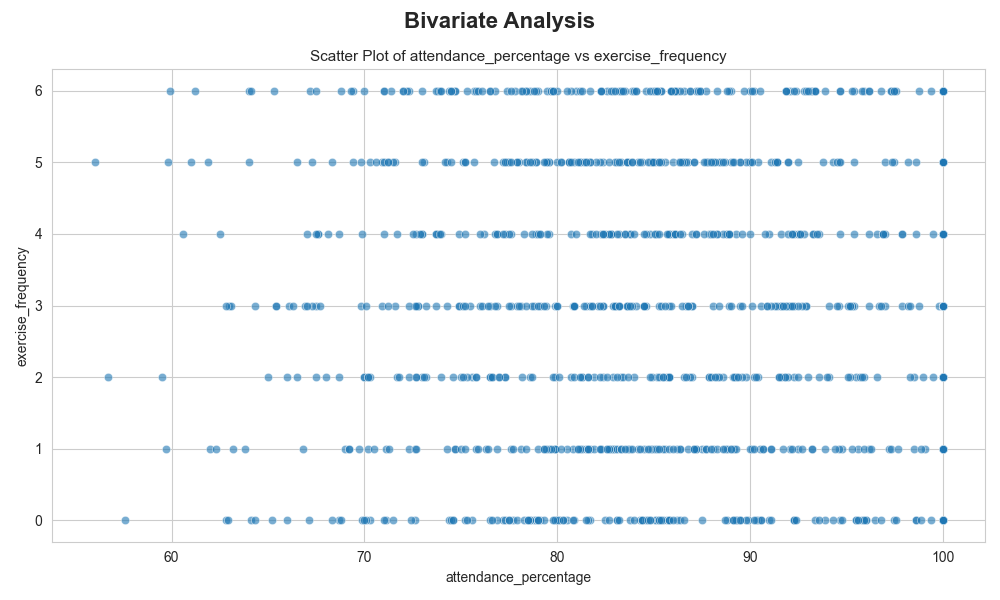 Bivariate Analysis
Scatter Plot of attendance_percentage vs exercise_frequency
6
5
4
3
2
1
0
exercise_frequency
60 70 80 90 100
attendance_percentage